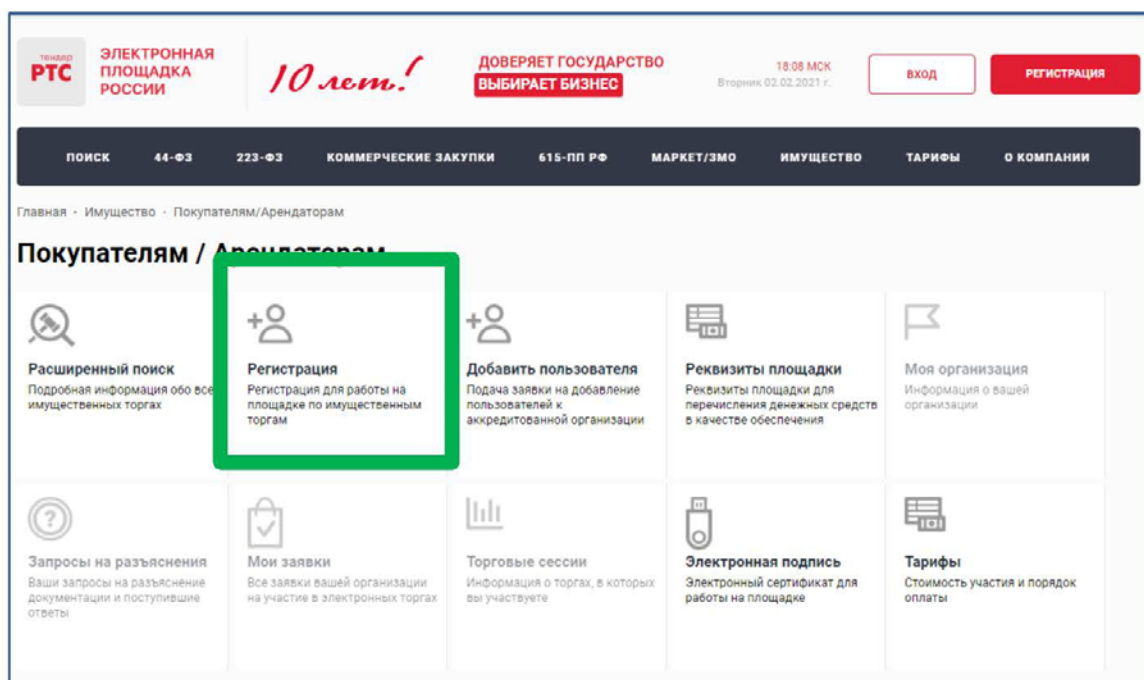 тендер
РТС
ЭЛЕКТРОННАЯ
ПЛОЩАДКА
РОССИИ
10 лет!
ДОВЕРЯЕТ ГОСУДАРСТВО
ВЫБИРАЕТ БИЗНЕС
18:08 МСК
Вторник 02.02.2021 г.
ВХОД
РЕГИСТРАЦИЯ
ПОИСК 44-ФЗ 223-ФЗ КОММЕРЧЕСКИЕ ЗАКУПКИ 615-ПП РФ МАРКЕТ/ЗМО ИМУЩЕСТВО ТАРИФЫ О КОМПАНИИ
Главная · Имущество · Покупателям/Арендаторам
Покупателям / Арендаторам
Расширенный поиск
Подробная информация обо все
имущественных торгах
Регистрация
Регистрация для работы на
площадке по имущественным
торгам
Добавить пользователя
Подача заявки на добавление
пользователей к
аккредитованной организации
Реквизиты площадки
Реквизиты площадки для
перечисления денежных средств
в качестве обеспечения
Моя организация
Информация о вашей
организации
Запросы на разъяснения
Ваши запросы на разъяснение
документации и поступившие
ответы
Мои заявки
Все заявки вашей организации
на участие в электронных торгах
Торговые сессии
Информация о торгах, в которых
вы участвуете
Электронная подпись
Электронный сертификат для
работы на площадке
Тарифы
Стоимость участия и порядок
оплаты